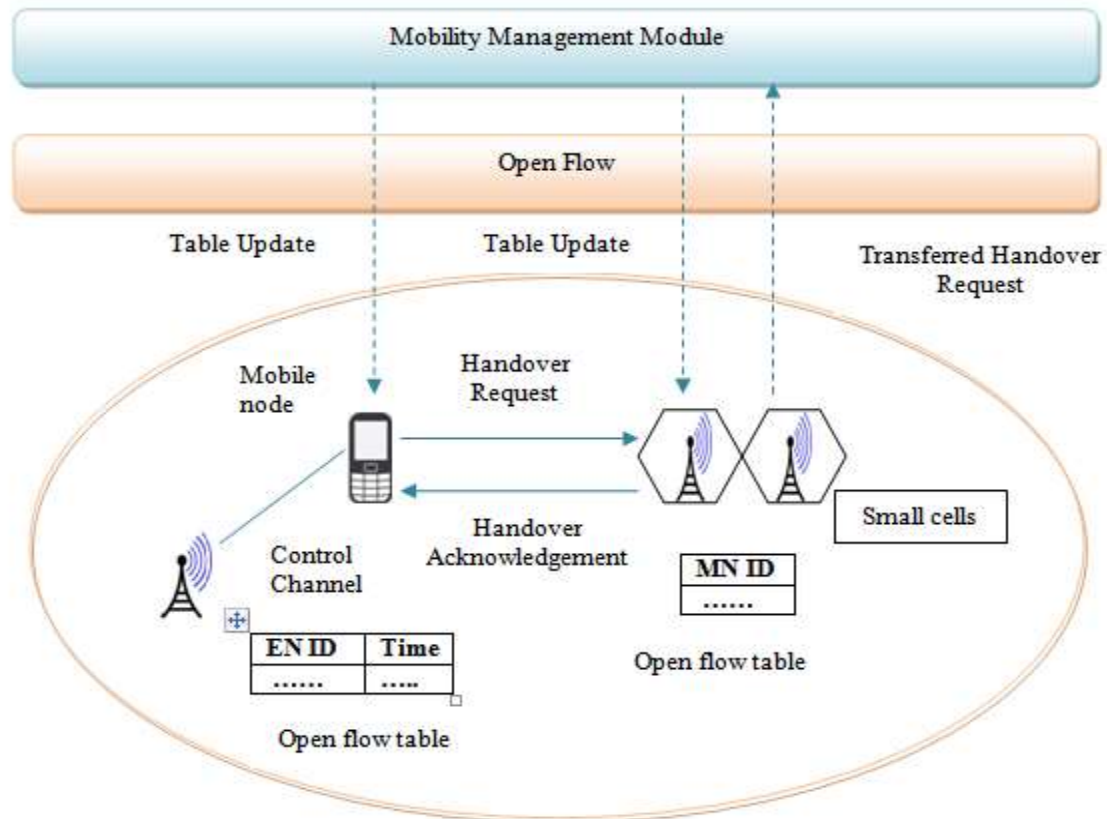 Mobility Management Module
Open Flow
Table Update
Table Update
Transferred Handover
Request
Mobile
node
Handover
Request
Small cells
Handover
Acknowledgement
Control
Channel
MN ID
......
EN ID Time
...... .....
Open flow table
Open flow table